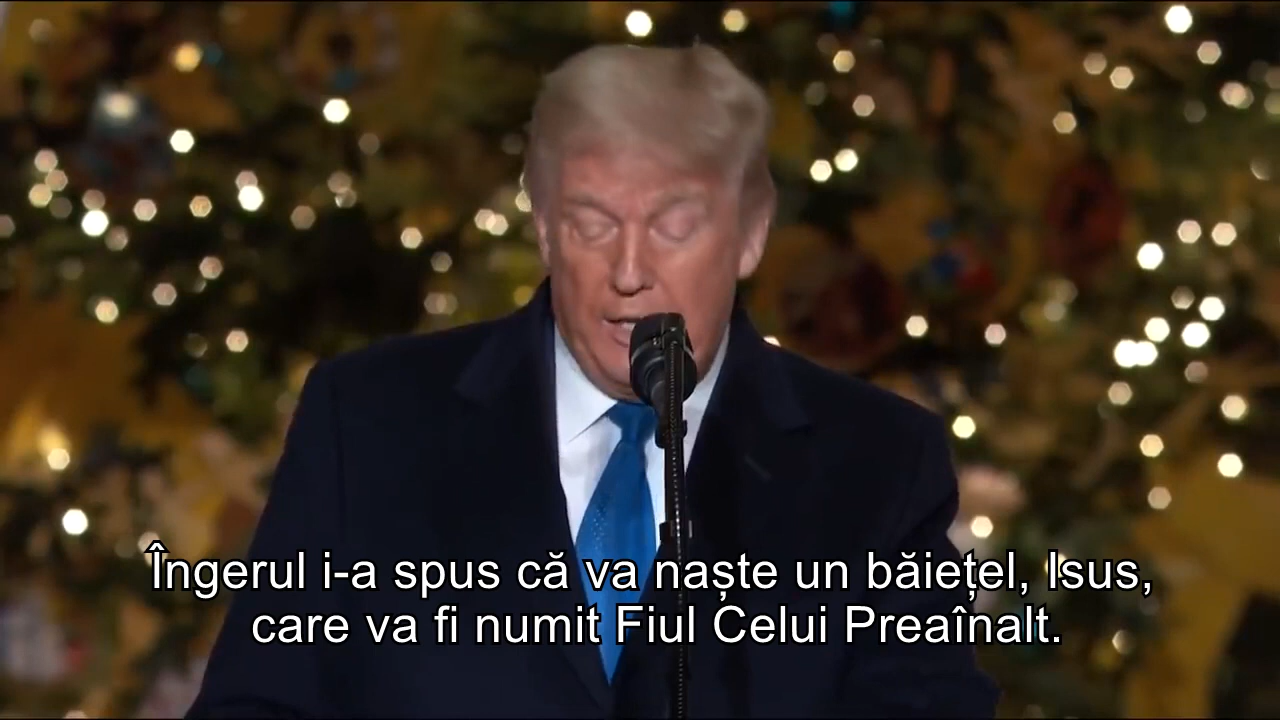 Îngerul i-a spus că va naște un băiețel, Isus,
care va fi numit Fiul Celui Preaînalt.